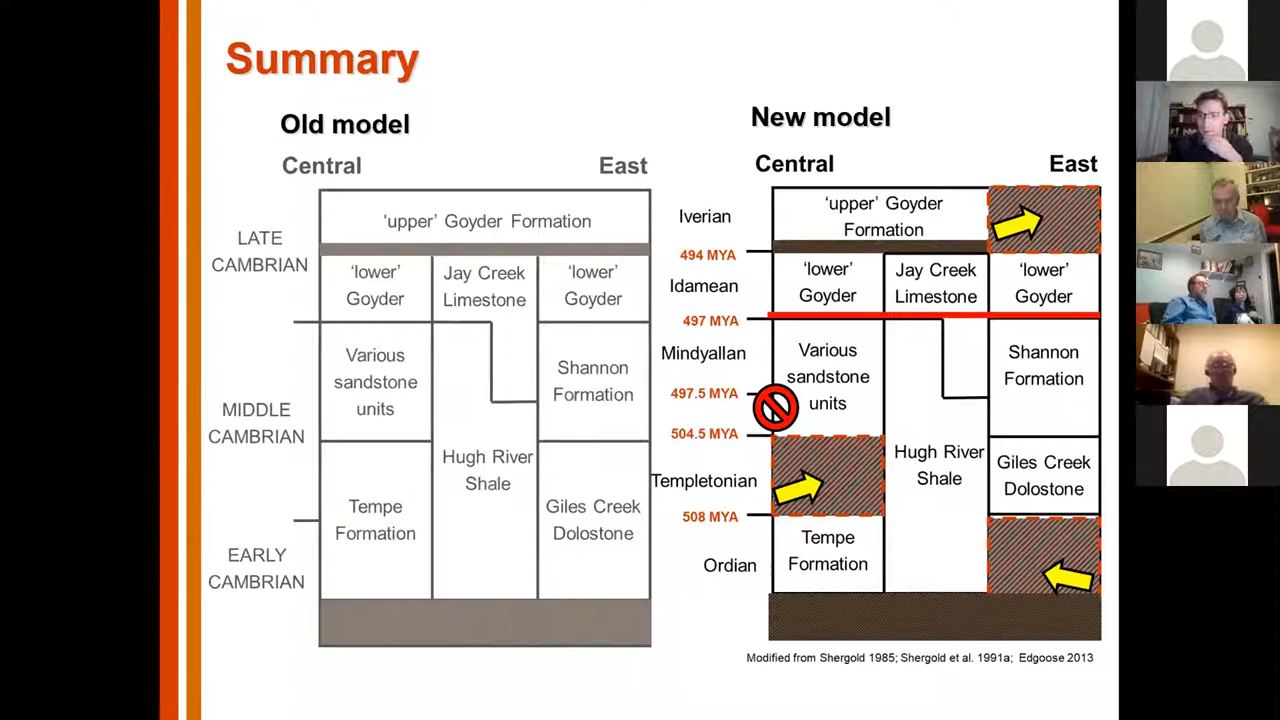 Summary
Old model
Central
East
LATE
CAMBRIAN
MIDDLE
CAMBRIAN
EARLY
CAMBRIAN
‘upper’ Goyder Formation
‘lower’
Goyder
Jay Creek
Limestone
‘lower’
Goyder
Various
sandstone
units
Shannon
Formation
Hugh River
Shale
Tempe
Formation
Giles Creek
Dolostone
New model
Central
East
Iverian
494 MYA
Idamean
497 MYA
Mindyallan
497.5 MYA
504.5 MYA
Templetonian
508 MYA
Ordian
‘upper’ Goyder
Formation
‘lower’
Goyder
Jay Creek
Limestone
‘lower’
Goyder
Various
sandstone
units
Shannon
Formation
Hugh River
Shale
Giles Creek
Dolostone
Tempe
Formation
Modified from Shergold 1985; Shergold et al. 1991a; Edgoose 2013